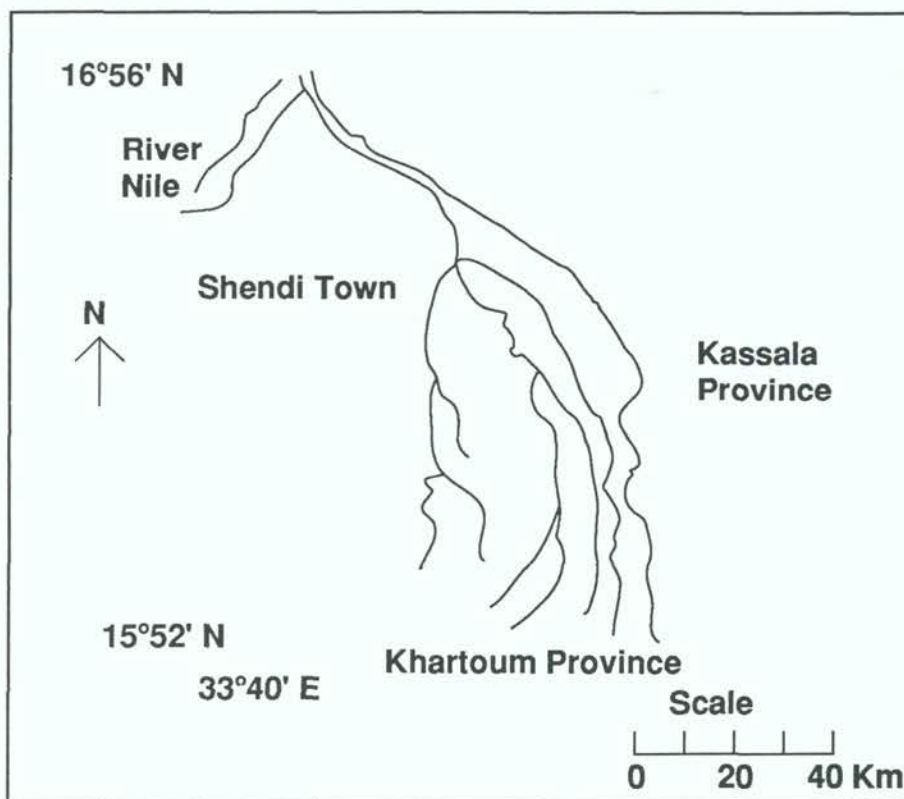 16°56' N
River
Nile
Shendi Town
N
Kassala
Province
15°52' N
33°40' E
Khartoum Province
Scale
0 20 40 Km